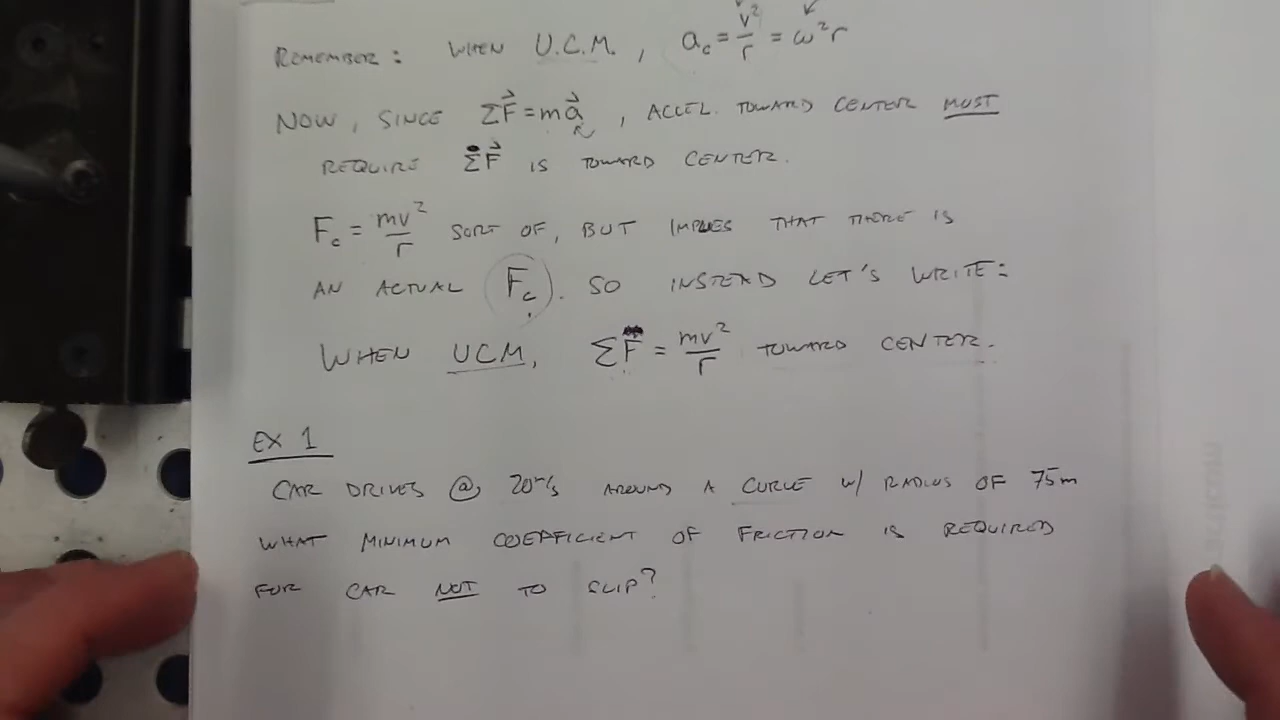 REMEMBER: WHEN U.C.M., a_c = v²/r = ω²r
NOW, SINCE ΣF⃗ = ma⃗, ACCEL. TOWARD CENTER MUST
REQUIRE ΣF⃗ IS TOWARD CENTER.
F_c = mv²/r SORT OF, BUT IMPLIES THAT THERE IS
AN ACTUAL F_c. SO INSTEAD LET'S WRITE:
WHEN UCM, ΣF = mv²/r TOWARD CENTER.
EX 1
CAR DRIVES @ 20 m/s AROUND A CURVE W/ RADIUS OF 75m
WHAT MINIMUM COEFFICIENT OF FRICTION IS REQUIRED
FOR CAR NOT TO SLIP?